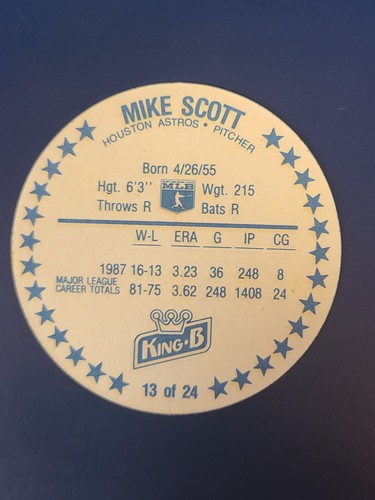 MIKE SCOTT
HOUSTON ASTROS • PITCHER
Born 4/26/55
Hgt. 6'3'' MLB Wgt. 215
Throws R Bats R
W-L ERA G IP CG
1987 16-13 3.23 36 248 8
MAJOR LEAGUE
CAREER TOTALS 81-75 3.62 248 1408 24
KING•B
13 of 24